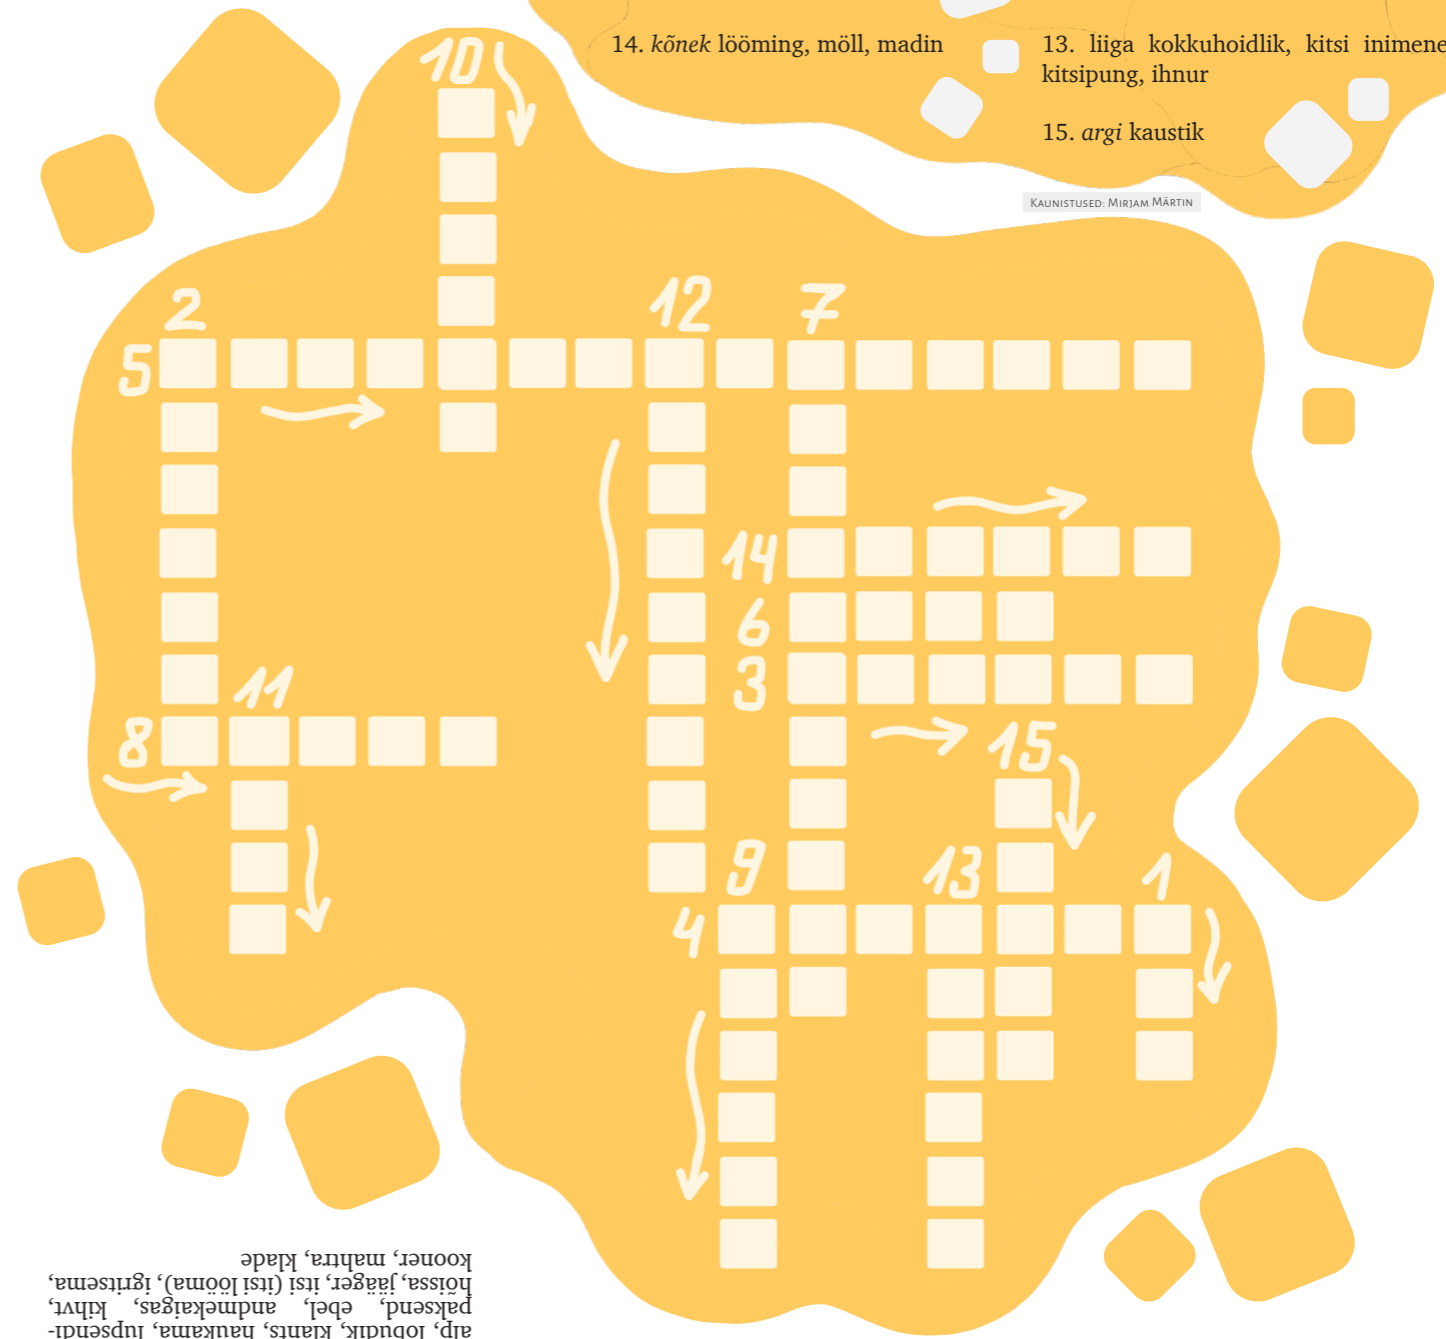 14. kõnek lööming, möll, madin
13. liiga kokkuhoidlik, kitsi inimene
kitsipung, ihnur
15. argi kaustik
KAUNISTUSED: MIRJAM MÄRTIN
10
2
12
7
5
14
6
11
3
8
15
9
13
1
4
alp, lobudik, klants, haukama, lupsendi-
paksend, ebel, andmekaigas, kihvt,
hõissa, jääger, itsi (itsi lööma), igritsema,
kooner, mahtra, klade